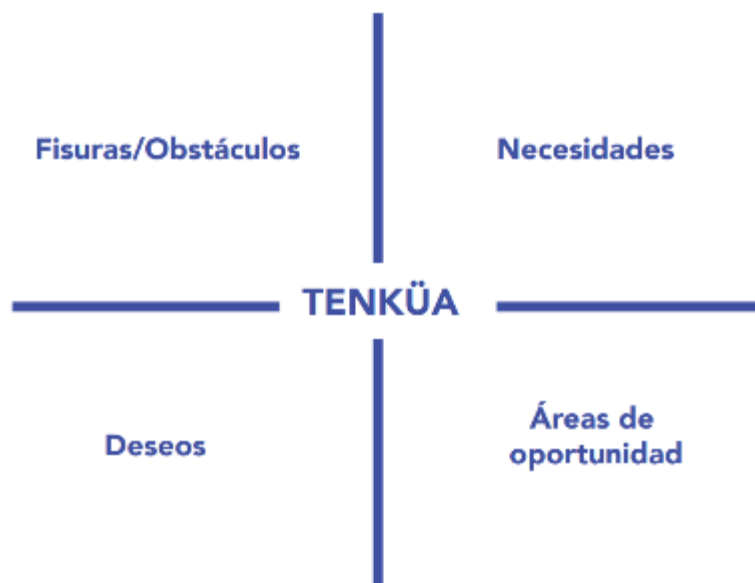 Fisuras/Obstáculos
Necesidades
TENKÜA
Deseos
Áreas de
oportunidad